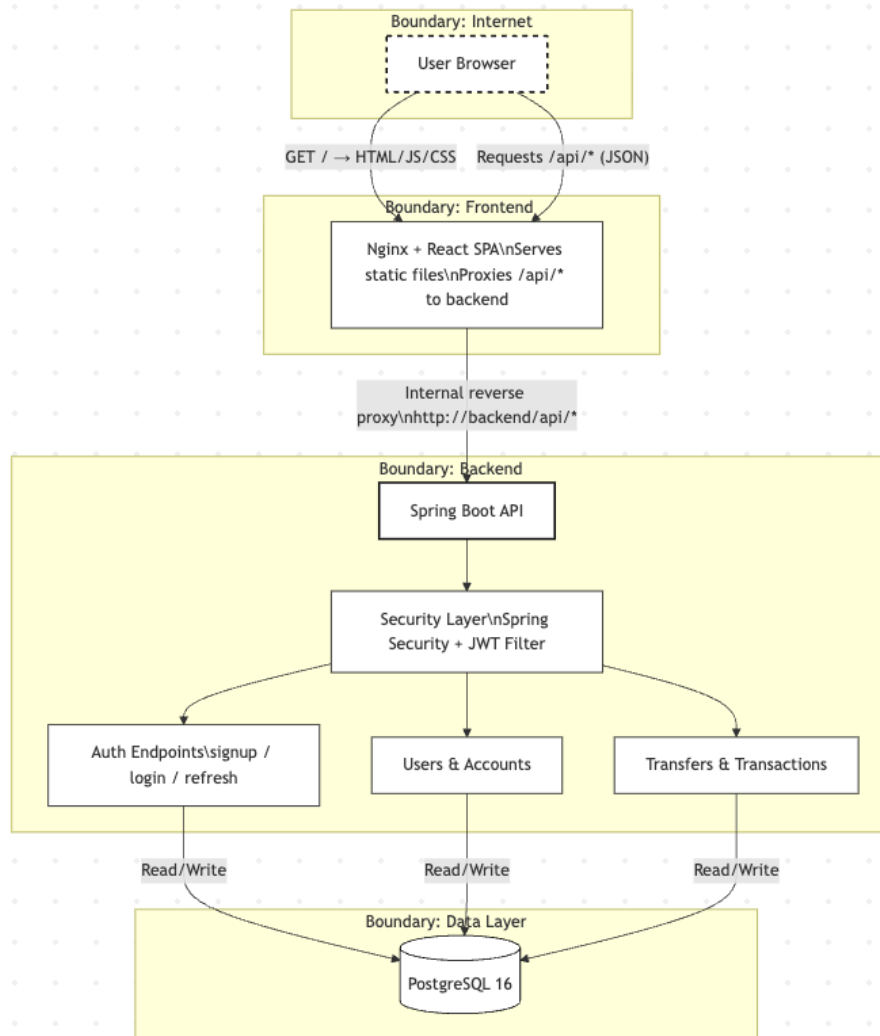 Boundary: Internet
User Browser
GET / → HTML/JS/CSS
Requests /api/* (JSON)
Boundary: Frontend
Nginx + React SPA\nServes
static files\nProxies /api/*
to backend
Internal reverse
proxy\nhttp://backend/api/*
Boundary: Backend
Spring Boot API
Security Layer\nSpring
Security + JWT Filter
Auth Endpoints\signup /
login / refresh
Users & Accounts
Transfers & Transactions
Read/Write
Read/Write
Read/Write
Boundary: Data Layer
PostgreSQL 16